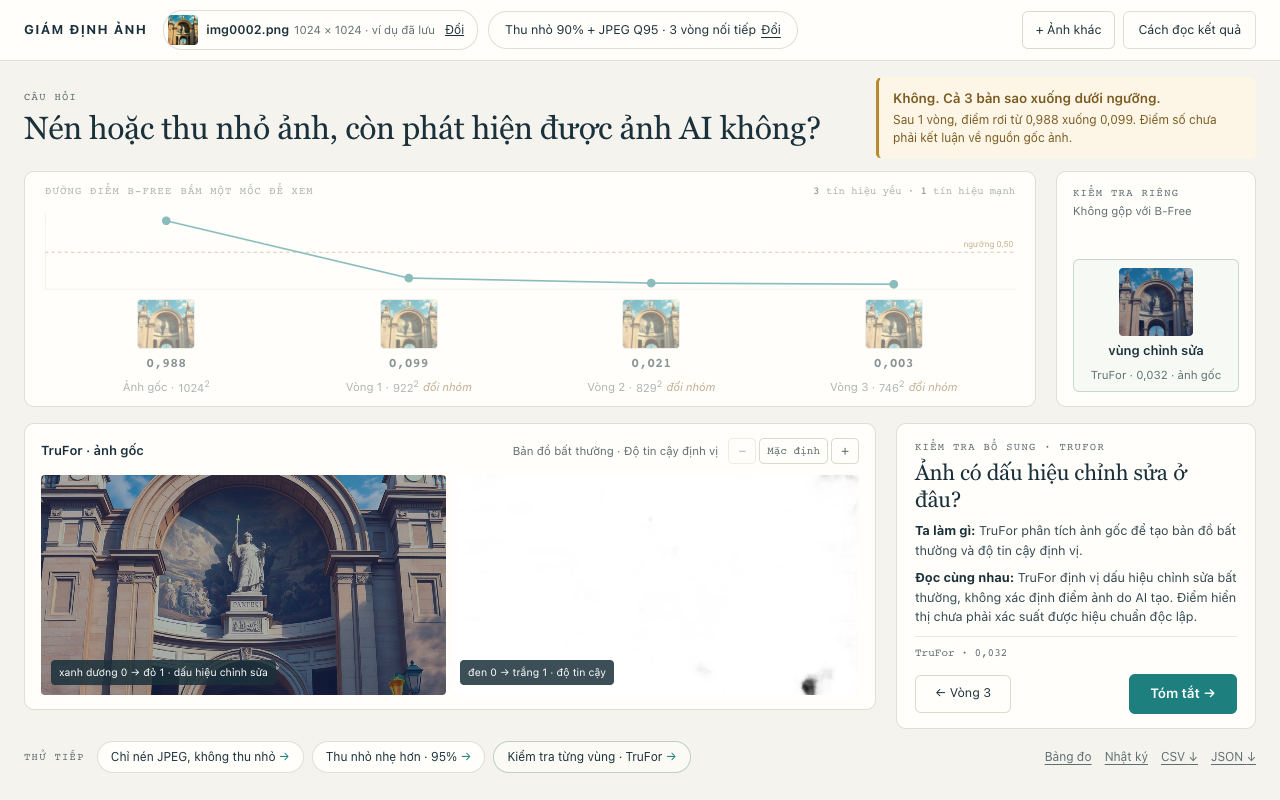 GIÁM ĐỊNH ẢNH
img0002.png 1024 × 1024 · ví dụ đã lưu Đổi
Thu nhỏ 90% + JPEG Q95 · 3 vòng nối tiếp Đổi
+ Ảnh khác
Cách đọc kết quả
CÂU HỎI
Nén hoặc thu nhỏ ảnh, còn phát hiện được ảnh AI không?
Không. Cả 3 bản sao xuống dưới ngưỡng.
Sau 1 vòng, điểm rơi từ 0,988 xuống 0,099. Điểm số chưa
phải kết luận về nguồn gốc ảnh.
ĐƯỜNG ĐIỂM B-FREE BẤM MỘT MỐC ĐỂ XEM
3 tín hiệu yếu · 1 tín hiệu mạnh
ngưỡng 0,50
0,988
0,099
0,021
0,003
Ảnh gốc · 1024²
Vòng 1 · 922² đổi nhóm
Vòng 2 · 829² đổi nhóm
Vòng 3 · 746² đổi nhóm
KIỂM TRA RIÊNG
Không gộp với B-Free
vùng chỉnh sửa
TruFor · 0,032 · ảnh gốc
TruFor · ảnh gốc
Bản đồ bất thường · Độ tin cậy định vị
−
Mặc định
+
xanh dương 0 → đỏ 1 · dấu hiệu chỉnh sửa
đen 0 → trắng 1 · độ tin cậy
KIỂM TRA BỔ SUNG · TRUFOR
Ảnh có dấu hiệu chỉnh sửa ở
đâu?
Ta làm gì: TruFor phân tích ảnh gốc để tạo bản đồ bất
thường và độ tin cậy định vị.
Đọc cùng nhau: TruFor định vị dấu hiệu chỉnh sửa bất
thường, không xác định điểm ảnh do AI tạo. Điểm hiển
thị chưa phải xác suất được hiệu chuẩn độc lập.
TruFor · 0,032
← Vòng 3
Tóm tắt →
THỬ TIẾP
Chỉ nén JPEG, không thu nhỏ →
Thu nhỏ nhẹ hơn · 95% →
Kiểm tra từng vùng · TruFor →
Bảng đo
Nhật ký
CSV ↓
JSON ↓